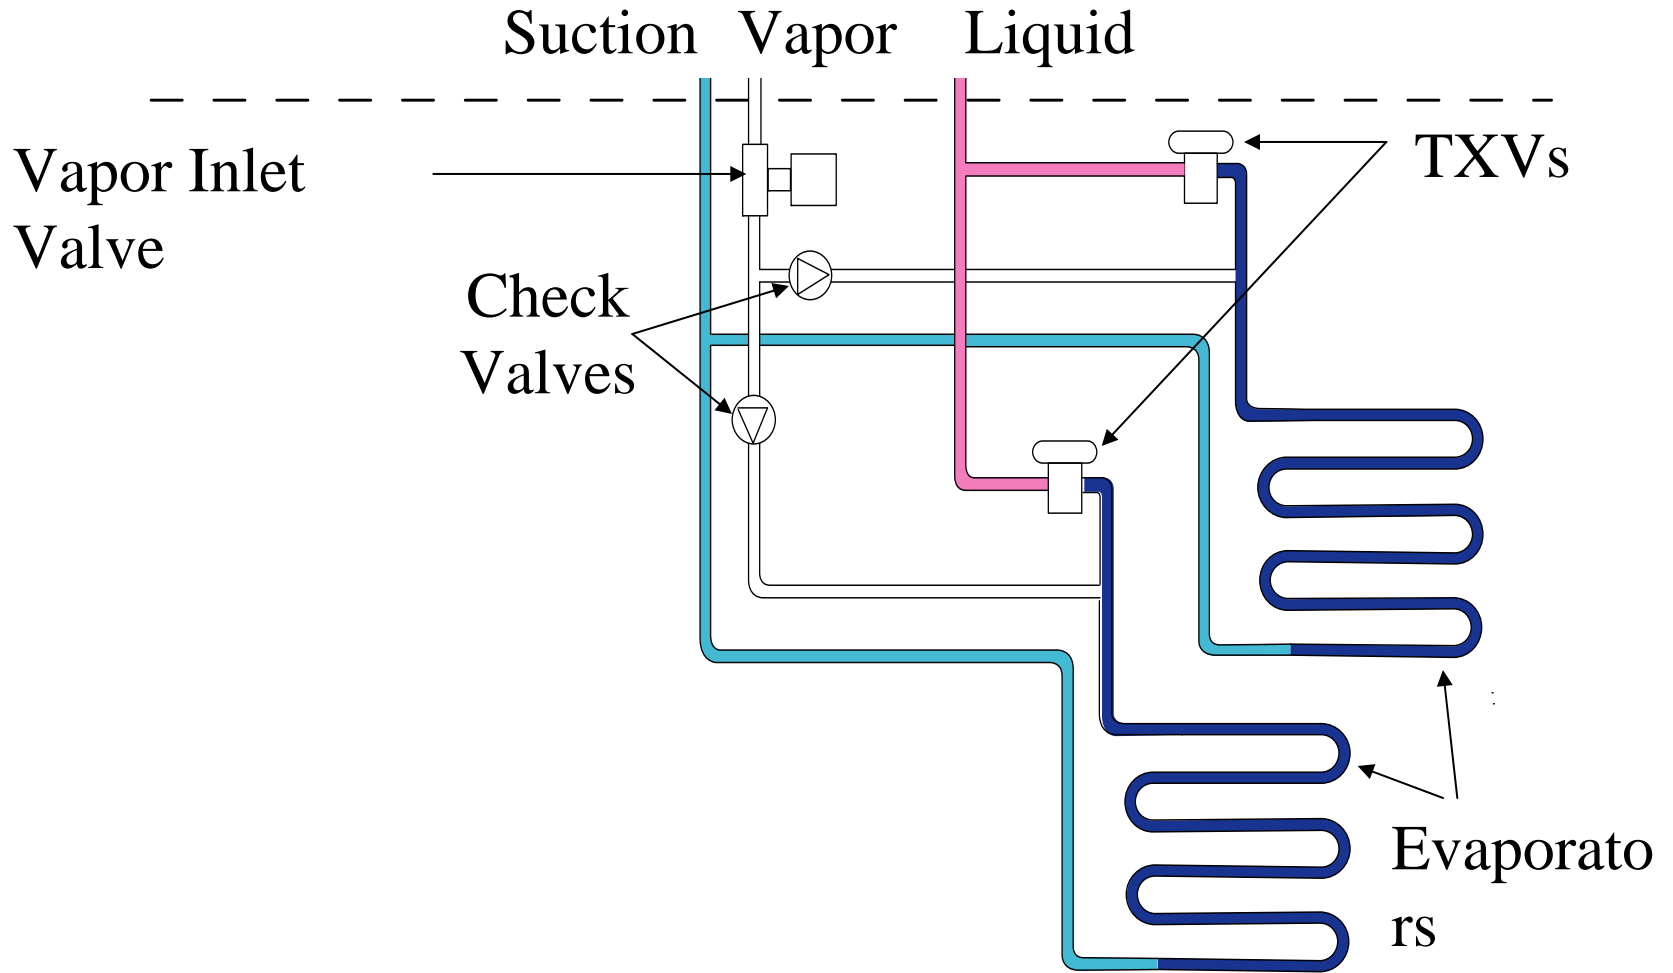 Suction Vapor Liquid
Vapor Inlet
Valve
TXVs
Check
Valves
Evaporato
rs